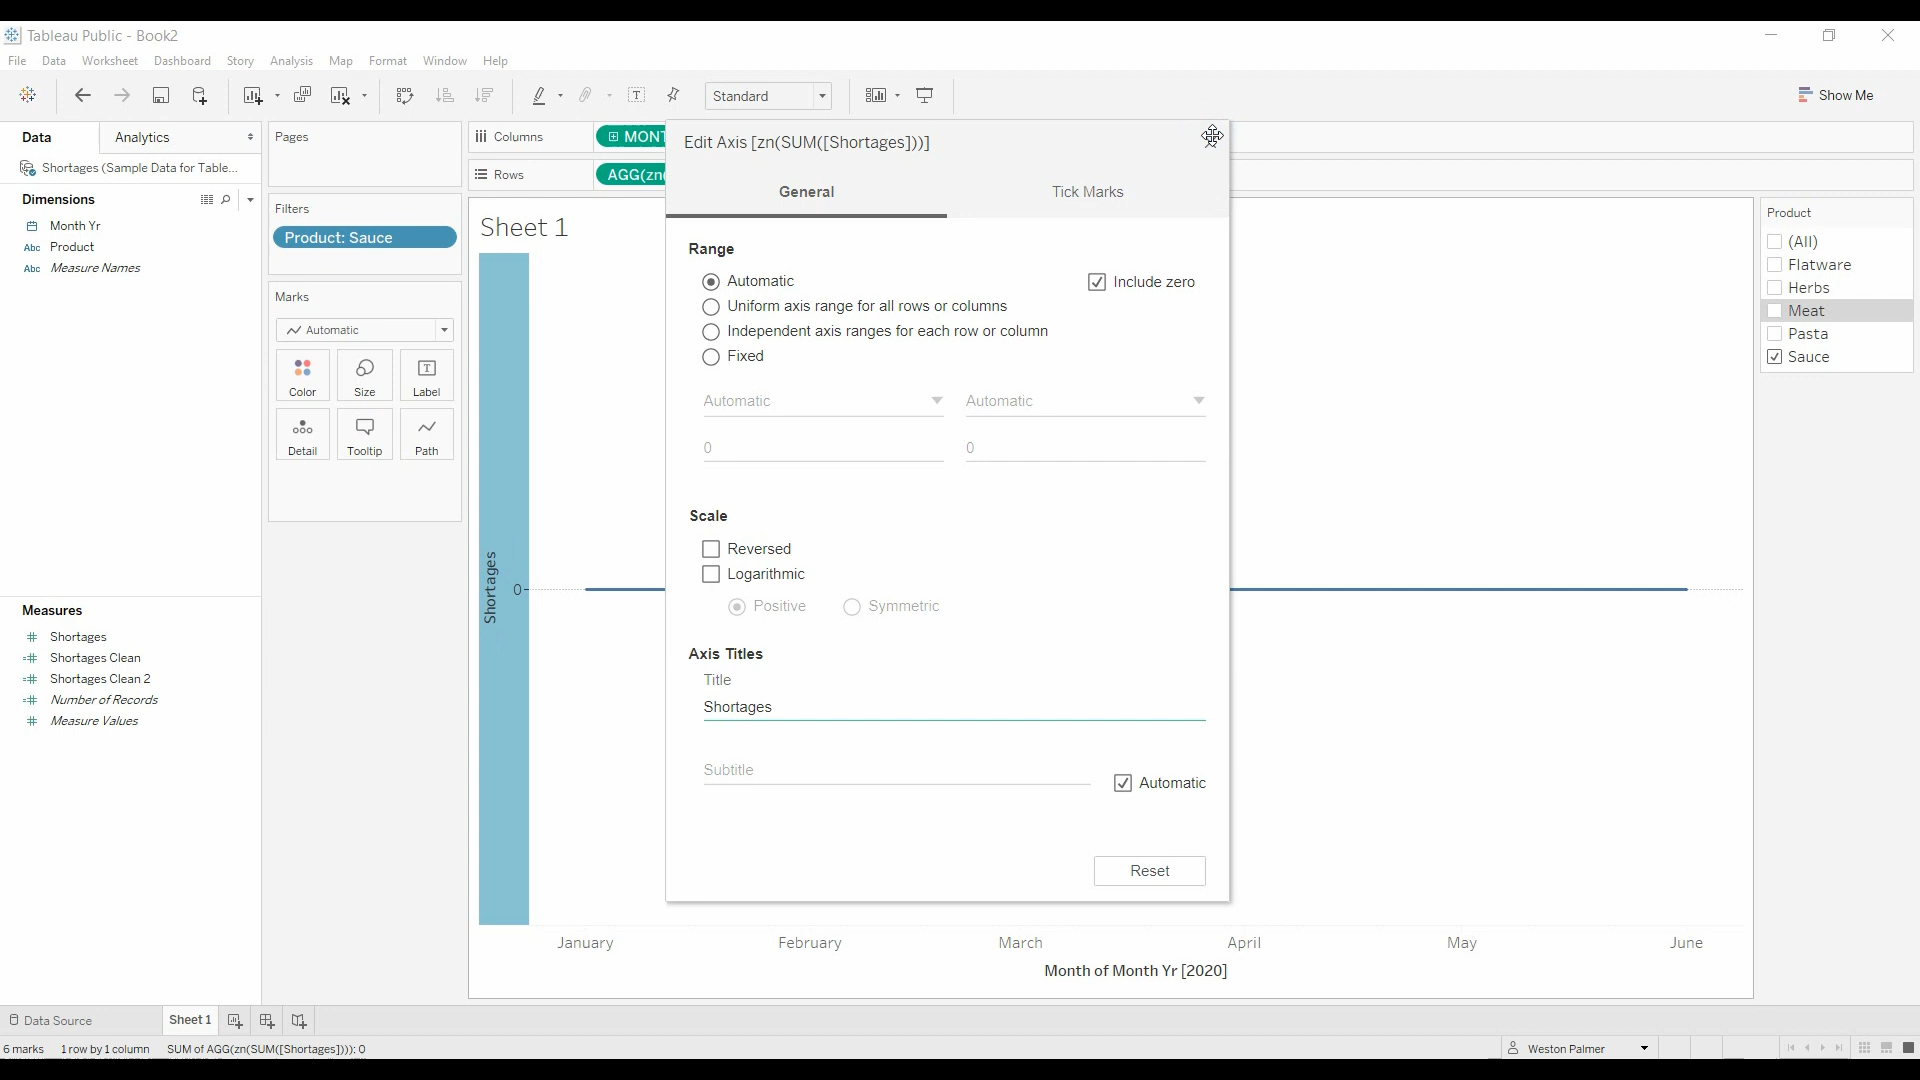 Tableau Public - Book2
File Data Worksheet Dashboard Story Analysis Map Format Window Help
Standard
Show Me
Data
Analytics
Shortages (Sample Data for Table...
Dimensions
Month Yr
Abc Product
Abc Measure Names
Measures
Shortages
Shortages Clean
Shortages Clean 2
Number of Records
Measure Values
Pages
Filters
Product: Sauce
Marks
Automatic
Color Size Label
Detail Tooltip Path
Columns
MONT
Rows
AGG(zn
Sheet 1
Shortages
0
January February March April May June
Month of Month Yr [2020]
Edit Axis [zn(SUM([Shortages]))]
General Tick Marks
Range
Automatic
Include zero
Uniform axis range for all rows or columns
Independent axis ranges for each row or column
Fixed
Automatic Automatic
0 0
Scale
Reversed
Logarithmic
Positive Symmetric
Axis Titles
Title
Shortages
Subtitle
Automatic
Reset
Product
(All)
Flatware
Herbs
Meat
Pasta
Sauce
Data Source
Sheet 1
6 marks 1 row by 1 column SUM of AGG(zn(SUM([Shortages]))): 0
Weston Palmer